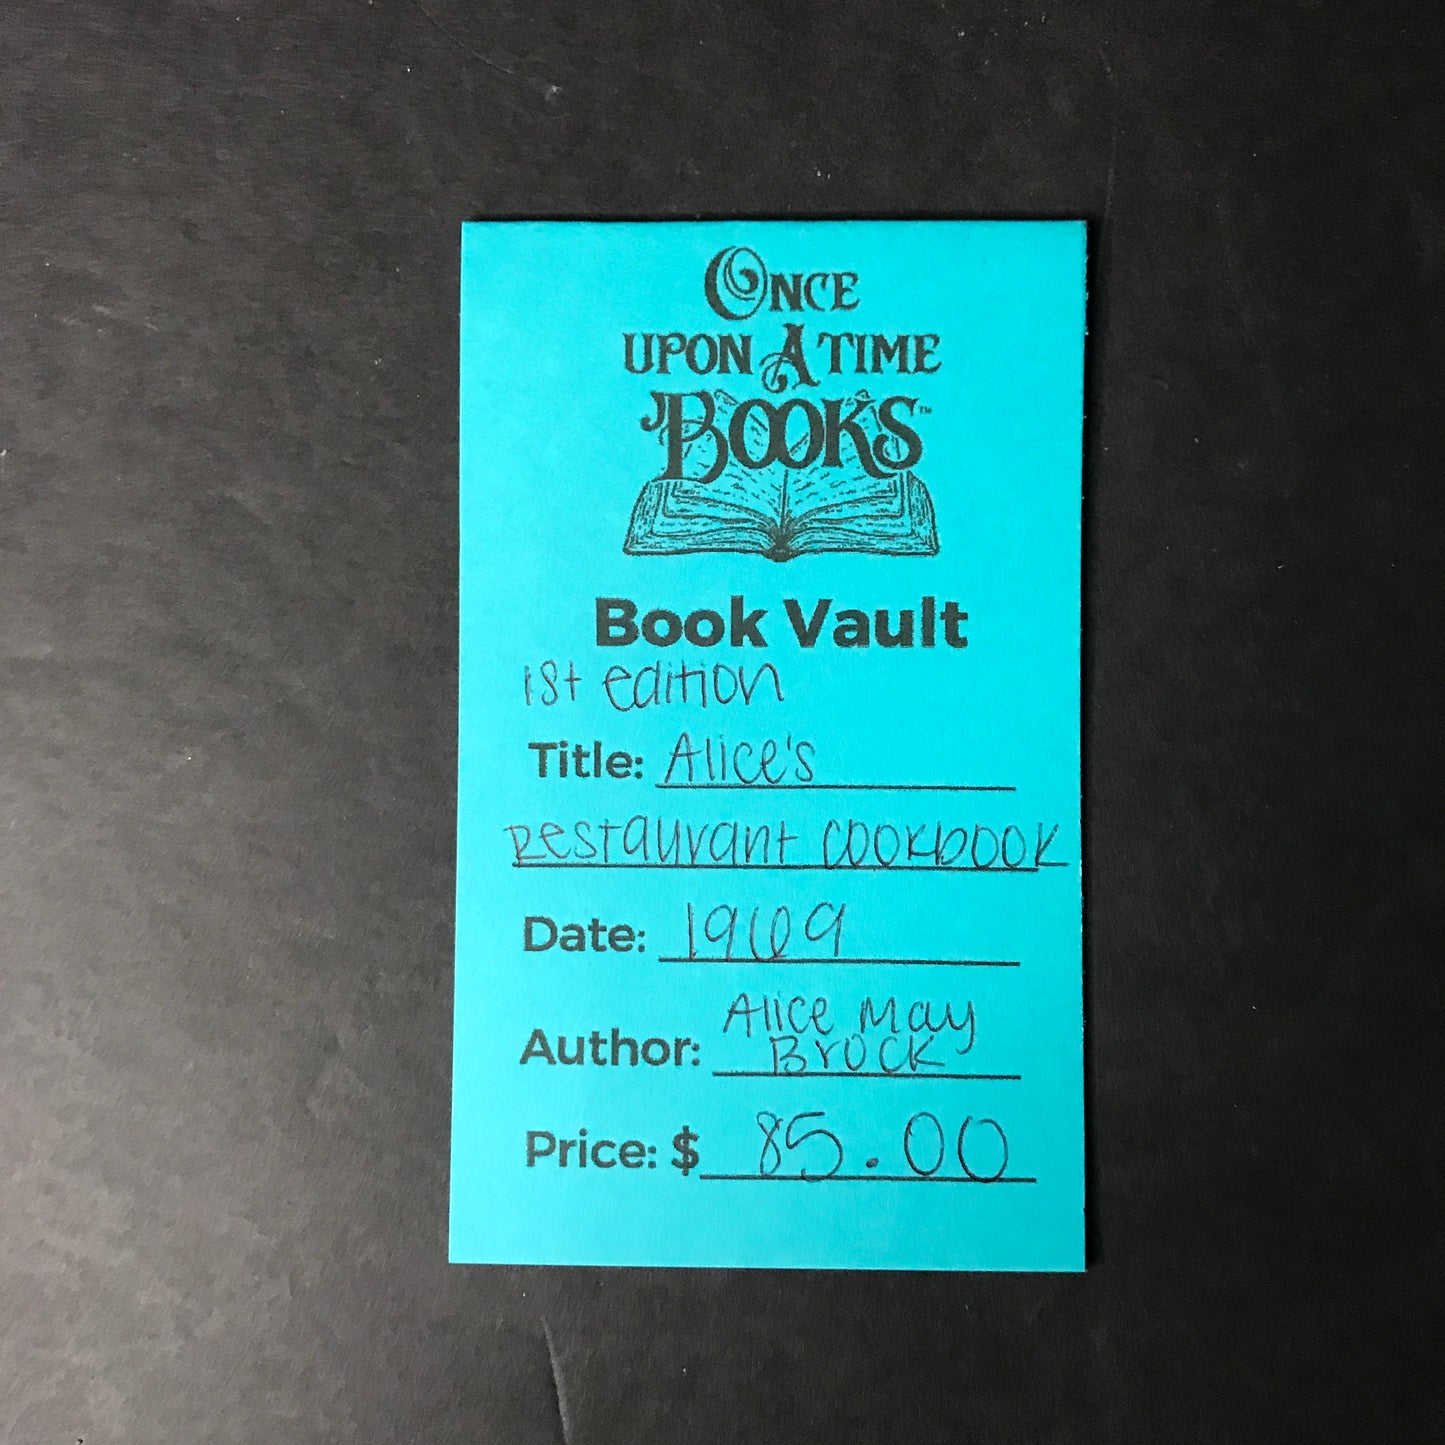 ONCE
UPON A TIME
BOOKS™
Book Vault
1st edition
Title: Alice's
Restaurant cookbook
Date: 1969
Author: Alice May
Brock
Price: $ 85.00